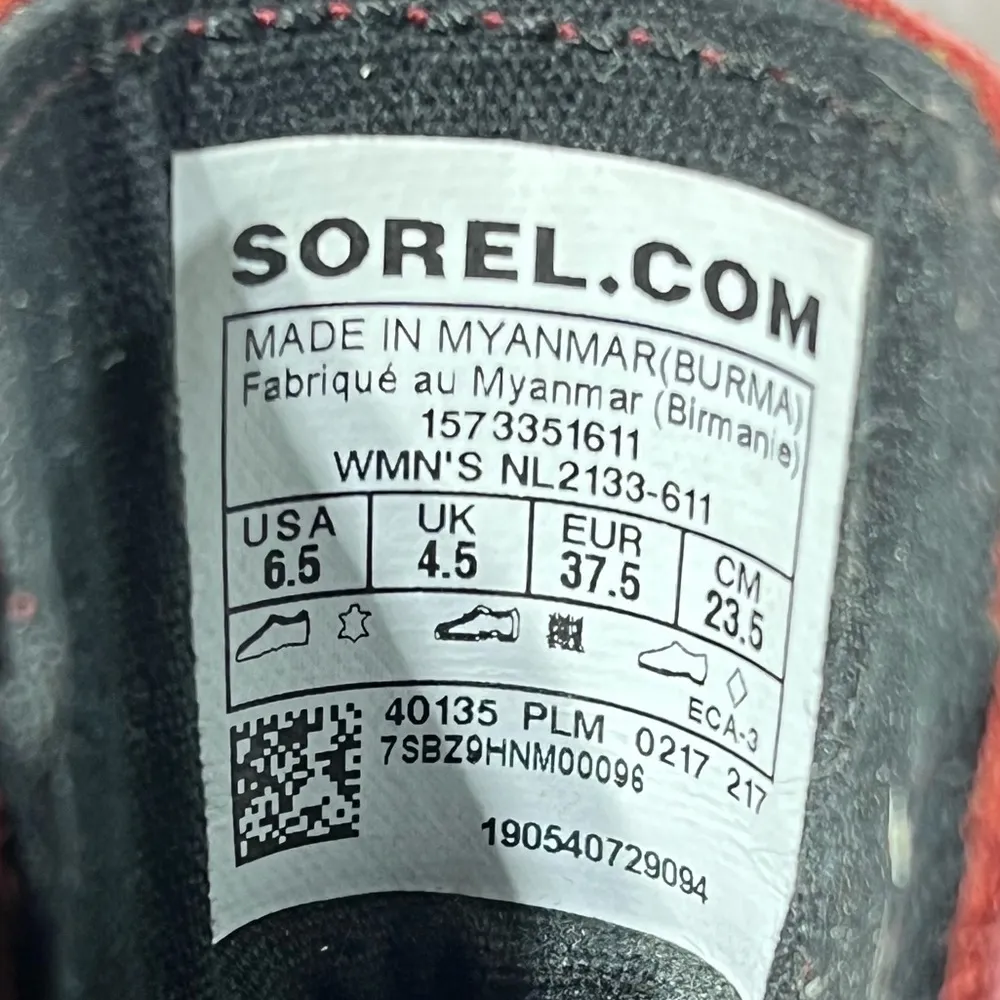 SOREL.COM
MADE IN MYANMAR(BURMA)
Fabriqué au Myanmar (Birmanie)
1573351611
WMN'S NL2133-611
USA UK EUR CM
6.5 4.5 37.5 23.5
ECA-3
40135 PLM 0217 217
7SBZ9HNM00096
190540729094